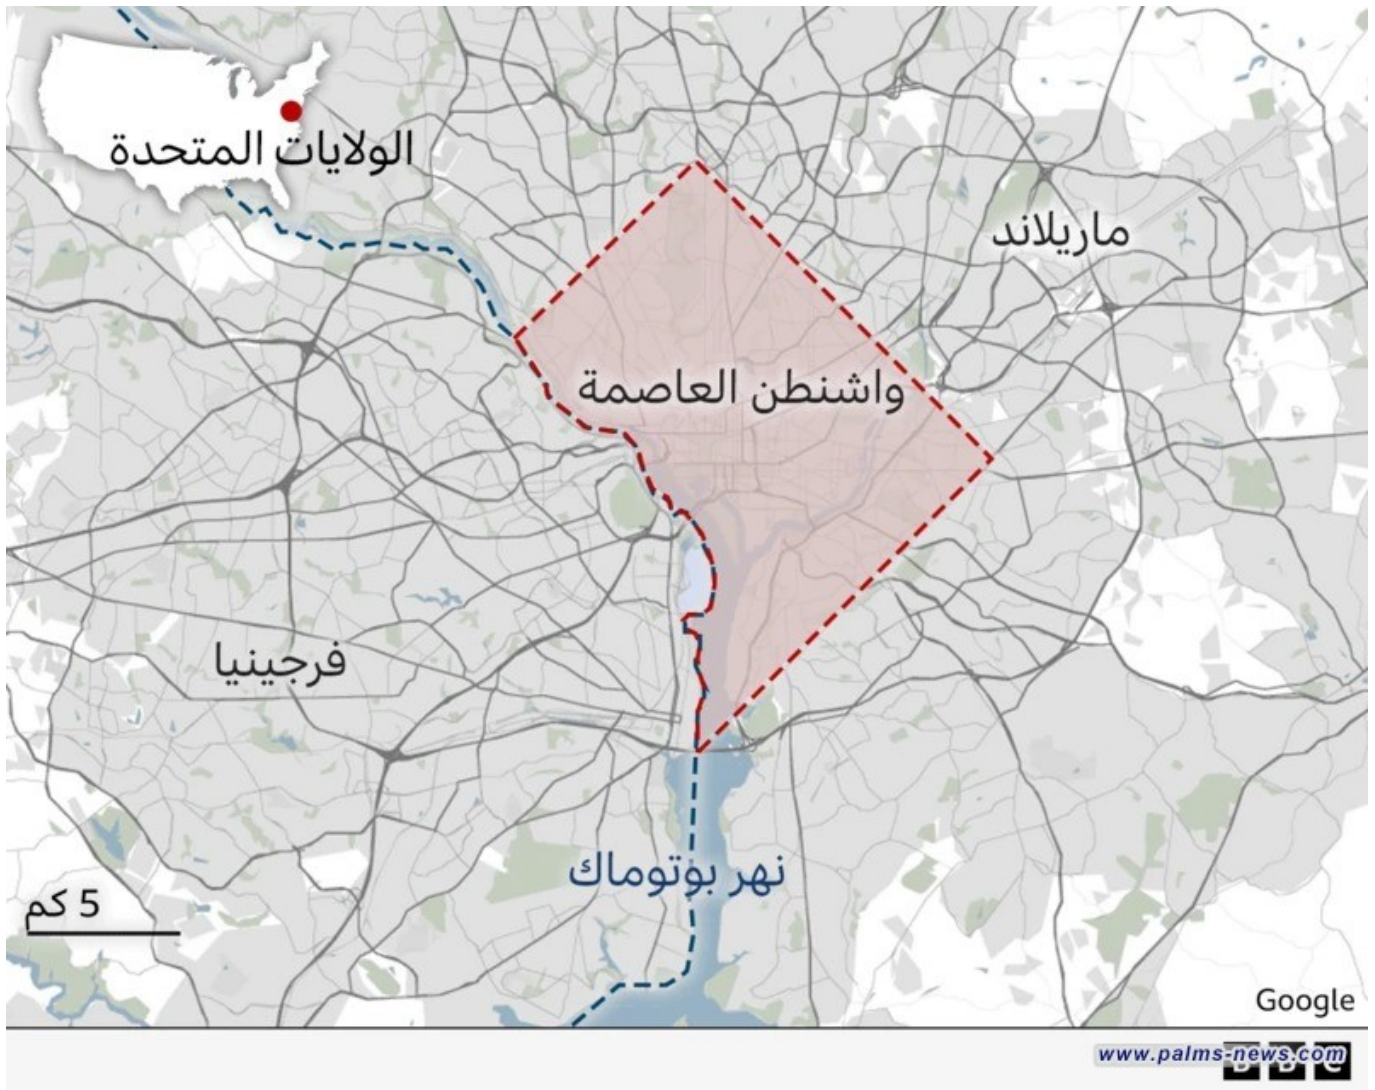 الولايات المتحدة
ماريلاند
واشنطن العاصمة
فرجينيا
نهر بوتوماك
5 كم
Google
www.palms-news.com
BBC